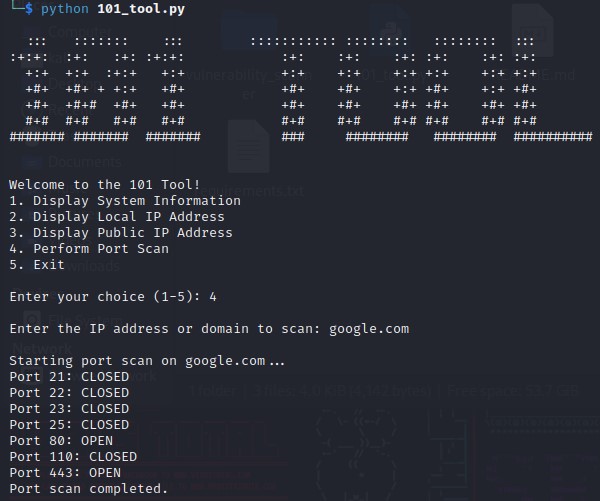 └─$ python 101_tool.py
101 TOOL
Welcome to the 101 Tool!
1. Display System Information
2. Display Local IP Address
3. Display Public IP Address
4. Perform Port Scan
5. Exit
Enter your choice (1-5): 4
Enter the IP address or domain to scan: google.com
Starting port scan on google.com...
Port 21: CLOSED
Port 22: CLOSED
Port 23: CLOSED
Port 25: CLOSED
Port 80: OPEN
Port 110: CLOSED
Port 443: OPEN
Port scan completed.